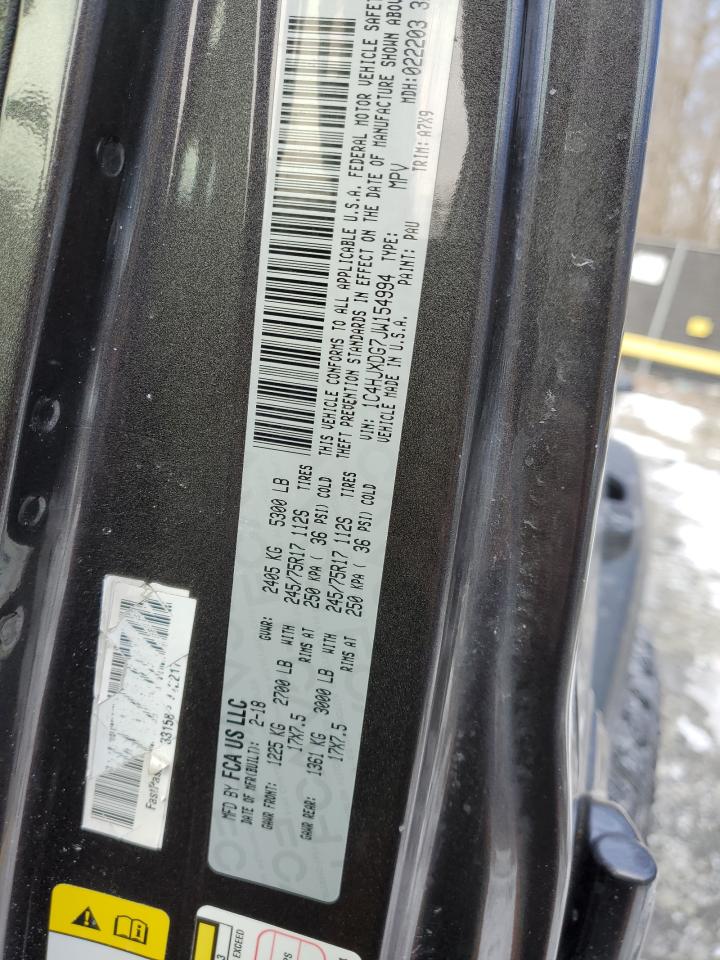 MFD BY FCA US LLC
DATE OF MFR(BUILT): 2-18 GVWR: 2405 KG 5300 LB
GAWR FRONT: 1225 KG 2700 LB WITH 245/75R17 112S TIRES
17X7.5 RIMS AT 250 KPA ( 36 PSI) COLD
GAWR REAR: 1361 KG 3000 LB WITH 245/75R17 112S TIRES
17X7.5 RIMS AT 250 KPA ( 36 PSI) COLD
THIS VEHICLE CONFORMS TO ALL APPLICABLE U.S.A. FEDERAL MOTOR VEHICLE SAFE
THEFT PREVENTION STANDARDS IN EFFECT ON THE DATE OF MANUFACTURE SHOWN ABOV
VIN: 1C4HJXDG7JW154994 TYPE: MPV MDH: 022203 3
VEHICLE MADE IN U.S.A. PAINT: PAU TRIM: A7X9
3
EXCEED